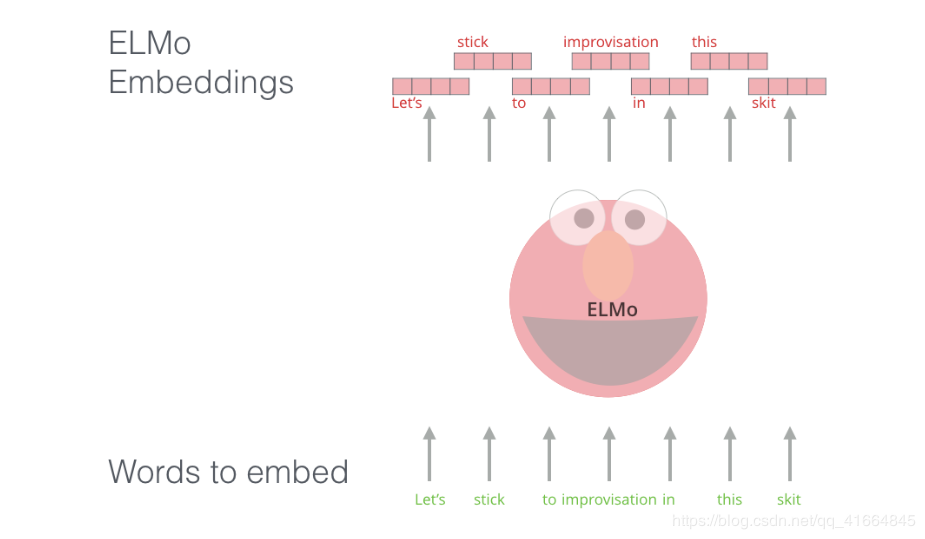 ELMo
Embeddings
stick improvisation this
Let's to in skit
ELMo
Words to embed
Let's stick to improvisation in this skit
https://blog.csdn.net/qq_41664845